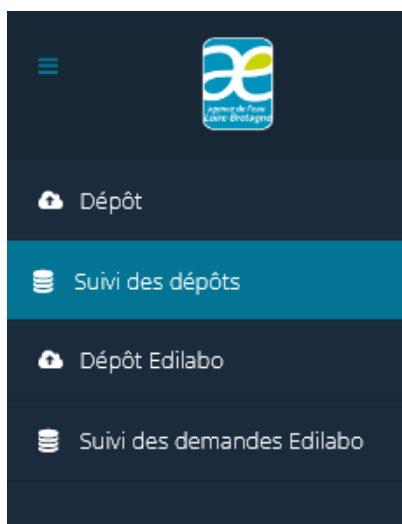 agence de l'eau
Loire-Bretagne
Dépôt
Suivi des dépôts
Dépôt Edilabo
Suivi des demandes Edilabo